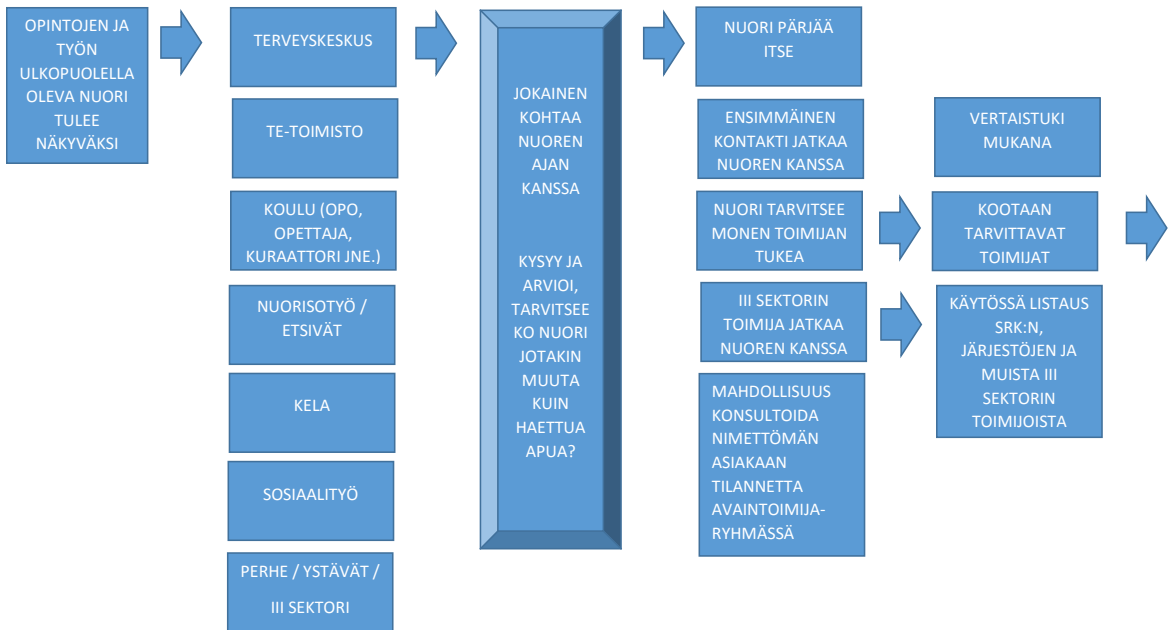 OPINTOJEN JA
TYÖN
ULKOPUOLELLA
OLEVA NUORI
TULEE
NÄKYVÄKSI
TERVEYSKESKUS
TE-TOIMISTO
KOULU (OPO,
OPETTAJA,
KURAATTORI JNE.)
NUORISOTYÖ /
ETSIVÄT
KELA
SOSIAALITYÖ
PERHE / YSTÄVÄT /
III SEKTORI
JOKAINEN
KOHTAA
NUOREN
AJAN
KANSSA
KYSYY JA
ARVIOI,
TARVITSEE
KO NUORI
JOTAKIN
MUUTA
KUIN
HAETTUA
APUA?
NUORI PÄRJÄÄ
ITSE
ENSIMMÄINEN
KONTAKTI JATKAA
NUOREN KANSSA
NUORI TARVITSEE
MONEN TOIMIJAN
TUKEA
III SEKTORIN
TOIMIJA JATKAA
NUOREN KANSSA
MAHDOLLISUUS
KONSULTOIDA
NIMETTÖMÄN
ASIAKAAN
TILANNETTA
AVAINTOIMIJA-
RYHMÄSSÄ
VERTAISTUKI
MUKANA
KOOTAAN
TARVITTAVAT
TOIMIJAT
KÄYTÖSSÄ LISTAUS
SRK:N,
JÄRJESTÖJEN JA
MUISTA III
SEKTORIN
TOIMIJOISTA